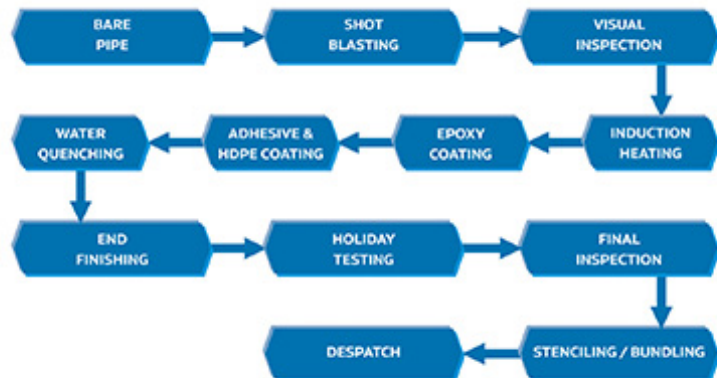 BARE
PIPE
SHOT
BLASTING
VISUAL
INSPECTION
INDUCTION
HEATING
EPOXY
COATING
ADHESIVE &
HDPE COATING
WATER
QUENCHING
END
FINISHING
HOLIDAY
TESTING
FINAL
INSPECTION
STENCILING / BUNDLING
DESPATCH